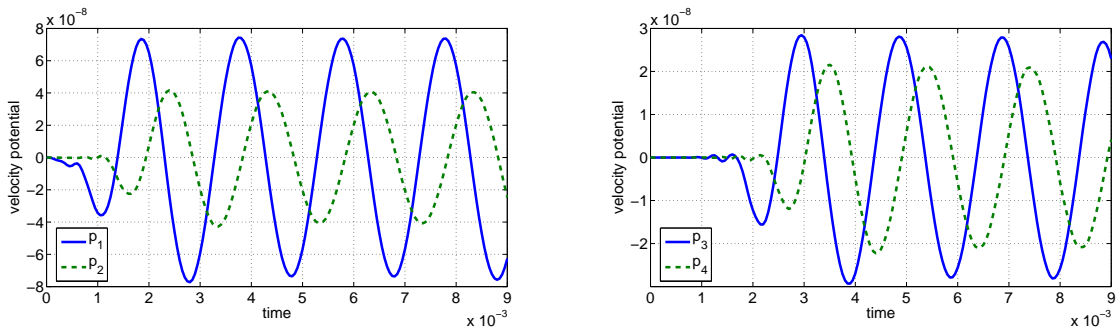 x 10⁻⁸
8
6
4
2
0
−2
−4
−6
−8
velocity potential
p₁
p₂
0 1 2 3 4 5 6 7 8 9
time
x 10⁻³
x 10⁻⁸
3
2
1
0
−1
−2
velocity potential
p₃
p₄
0 1 2 3 4 5 6 7 8 9
time
x 10⁻³